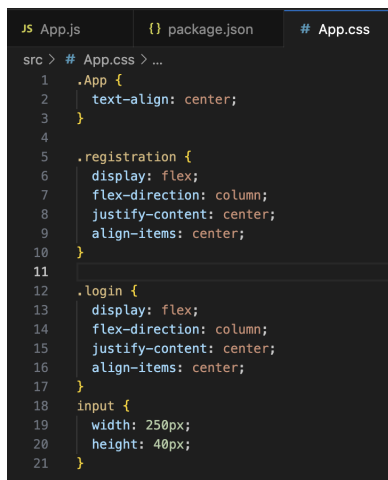 JS App.js {} package.json # App.css
src > # App.css > ...
1 .App {
2 text-align: center;
3 }
4
5 .registration {
6 display: flex;
7 flex-direction: column;
8 justify-content: center;
9 align-items: center;
10 }
11
12 .login {
13 display: flex;
14 flex-direction: column;
15 justify-content: center;
16 align-items: center;
17 }
18 input {
19 width: 250px;
20 height: 40px;
21 }